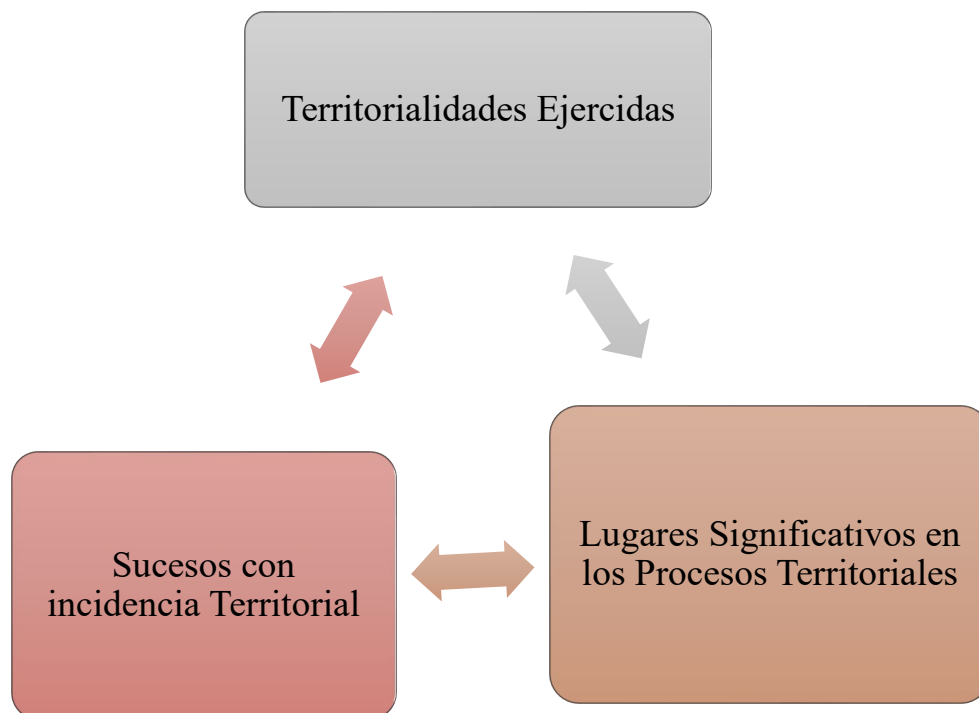 Territorialidades Ejercidas
Sucesos con
incidencia Territorial
Lugares Significativos en
los Procesos Territoriales